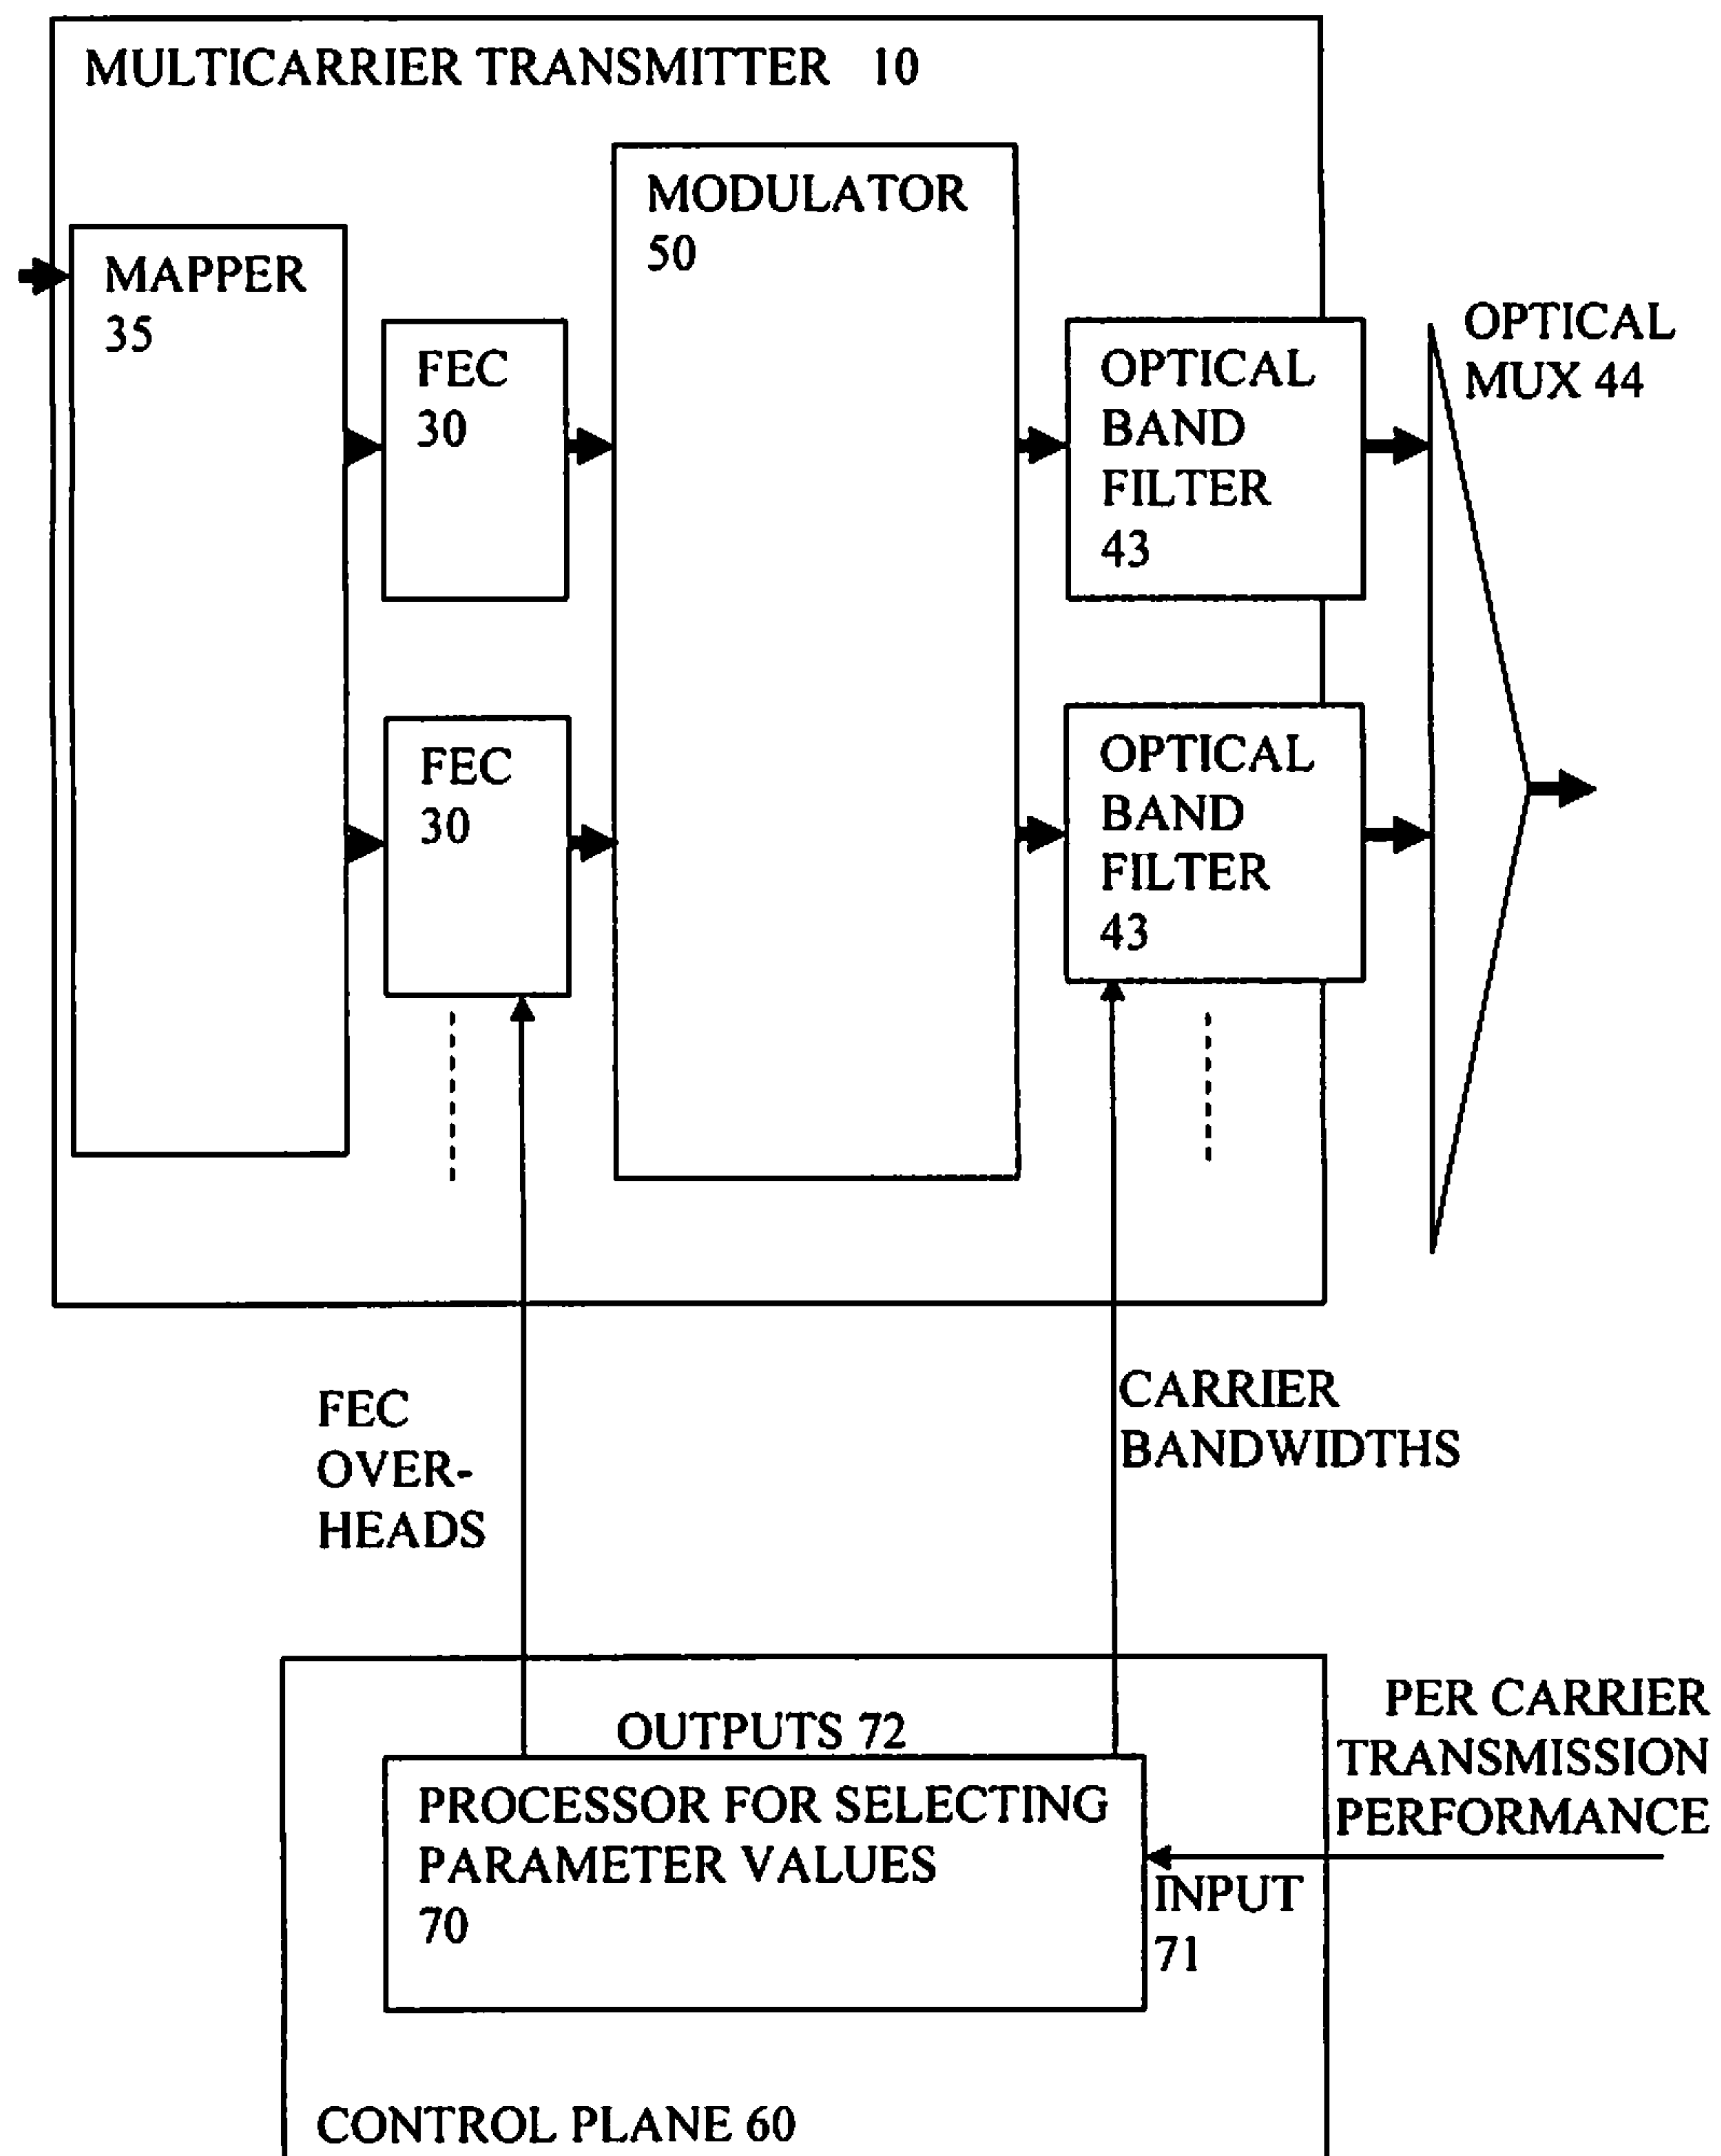 MULTICARRIER TRANSMITTER 10
MODULATOR
50
MAPPER
35
FEC
30
OPTICAL
BAND
FILTER
43
OPTICAL
MUX 44
FEC
30
OPTICAL
BAND
FILTER
43
FEC
OVER-
HEADS
CARRIER
BANDWIDTHS
OUTPUTS 72
PER CARRIER
TRANSMISSION
PERFORMANCE
PROCESSOR FOR SELECTING
PARAMETER VALUES
70
INPUT
71
CONTROL PLANE 60